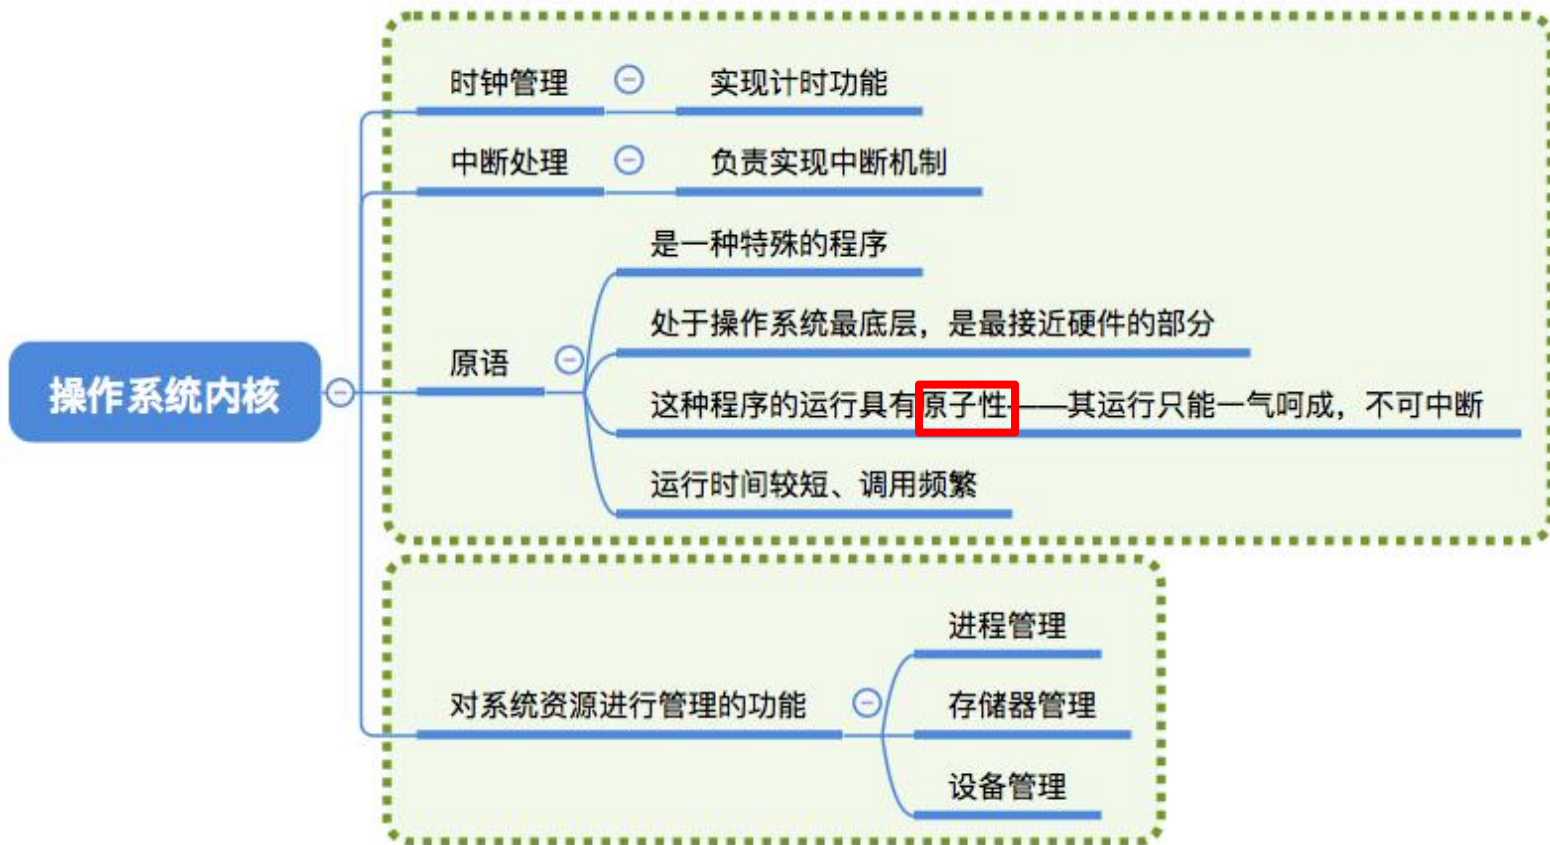 时钟管理
实现计时功能
中断处理
负责实现中断机制
是一种特殊的程序
处于操作系统最底层，是最接近硬件的部分
原语
操作系统内核
这种程序的运行具有原子性——其运行只能一气呵成，不可中断
运行时间较短、调用频繁
进程管理
对系统资源进行管理的功能
存储器管理
设备管理